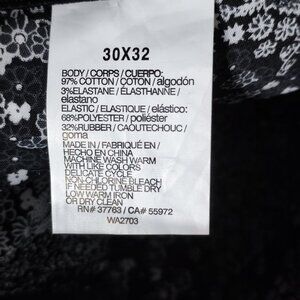 30X32
BODY / CORPS / CUERPO:
97% COTTON / COTON / algodón
3%ELASTANE / ÉLASTHANNE /
elastano
ELASTIC / ELASTIQUE / elástico:
68%POLYESTER / poliéster
32%RUBBER / CAOUTCHOUC /
goma
MADE IN / FABRIQUÉ EN /
HECHO EN CHINA
MACHINE WASH WARM
WITH LIKE COLORS
DELICATE CYCLE
NON-CHLORINE BLEACH
IF NEEDED TUMBLE DRY
LOW WARM IRON
OR DRY CLEAN
RN# 37763 / CA# 55972
WA2703